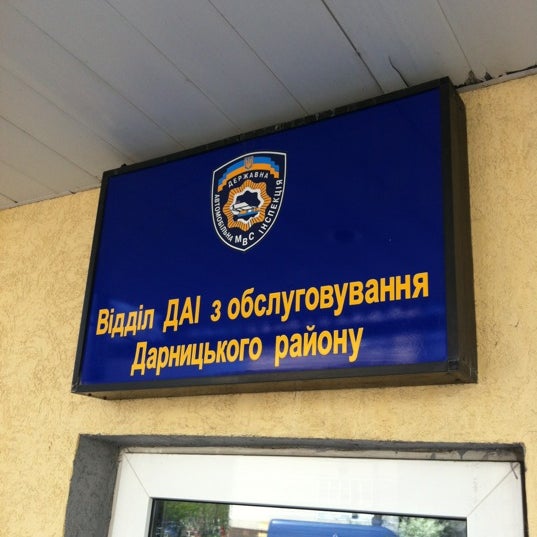 ДЕРЖАВНА
АВТОМОБІЛЬНА ІНСПЕКЦІЯ
МВС
Відділ ДАІ з обслуговування
Дарницького району